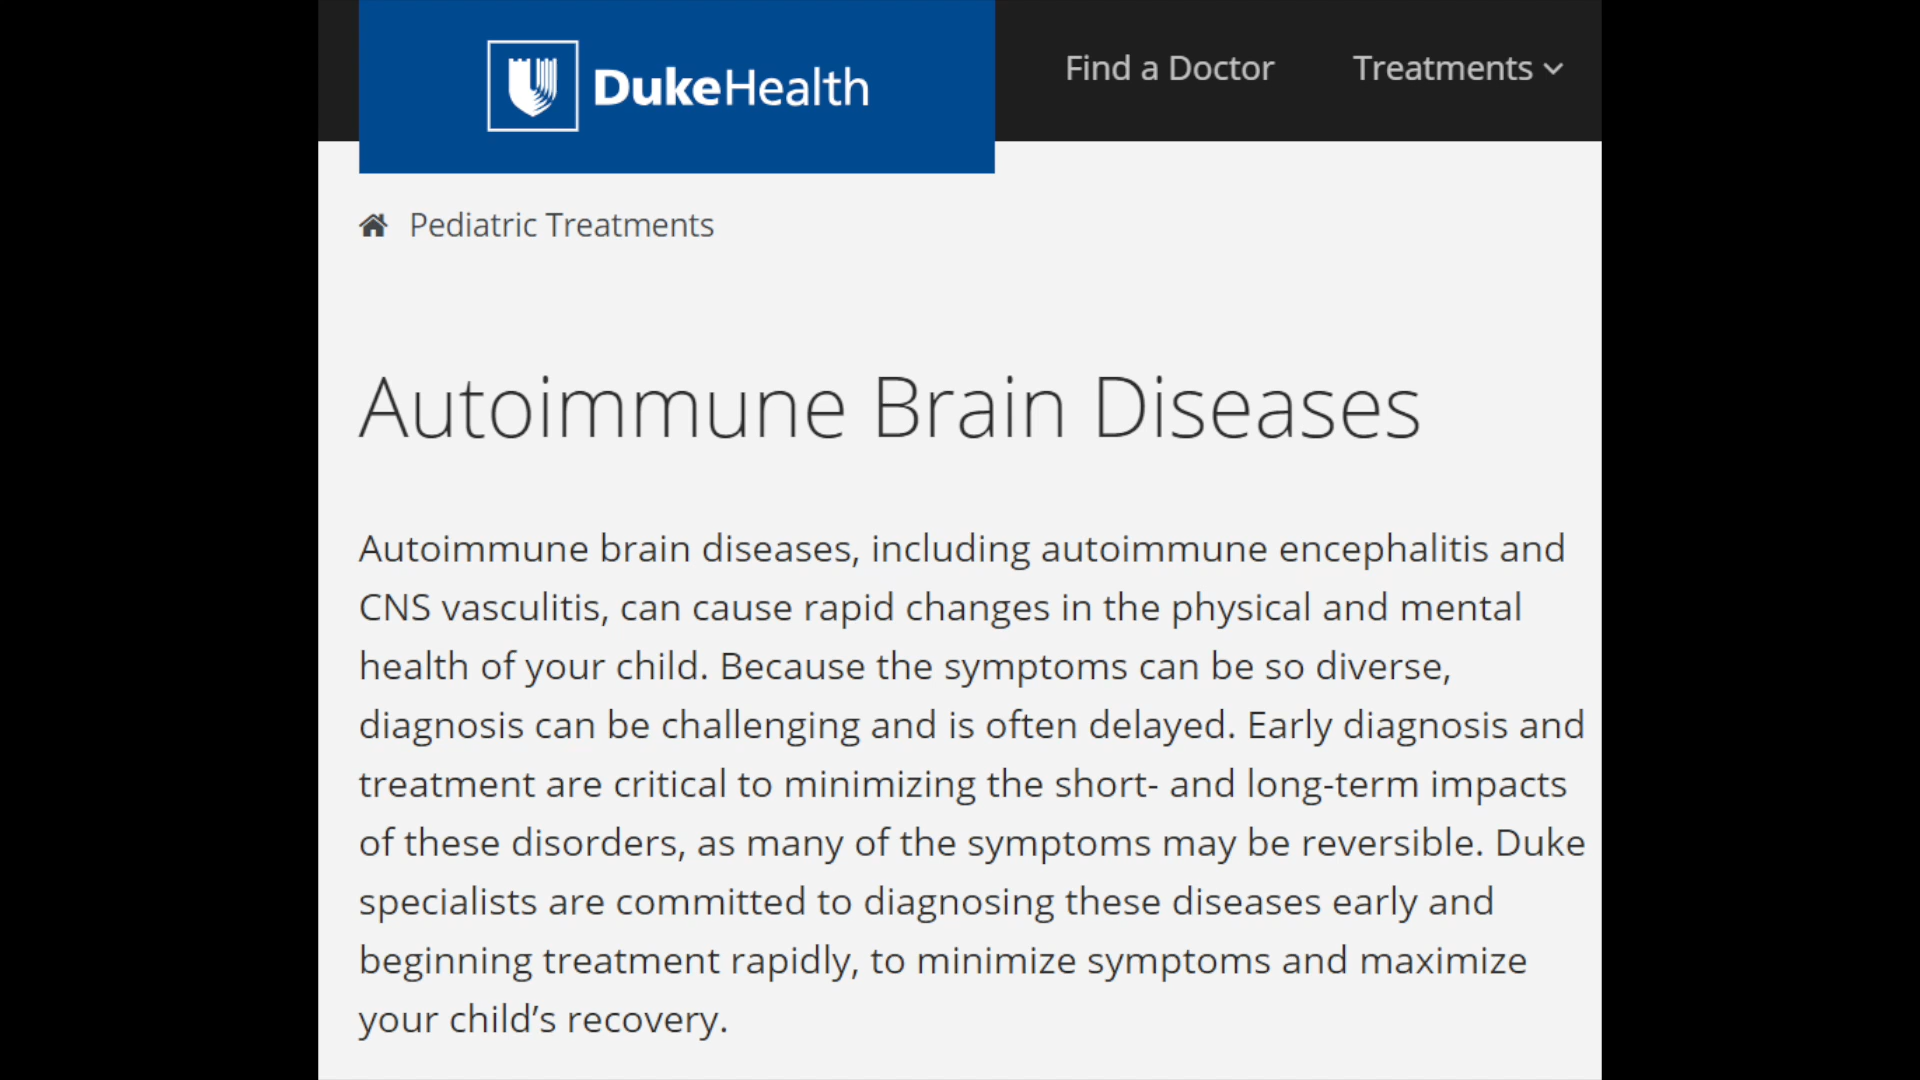 DukeHealth
Find a Doctor
Treatments
Pediatric Treatments
Autoimmune Brain Diseases
Autoimmune brain diseases, including autoimmune encephalitis and
CNS vasculitis, can cause rapid changes in the physical and mental
health of your child. Because the symptoms can be so diverse,
diagnosis can be challenging and is often delayed. Early diagnosis and
treatment are critical to minimizing the short- and long-term impacts
of these disorders, as many of the symptoms may be reversible. Duke
specialists are committed to diagnosing these diseases early and
beginning treatment rapidly, to minimize symptoms and maximize
your child’s recovery.